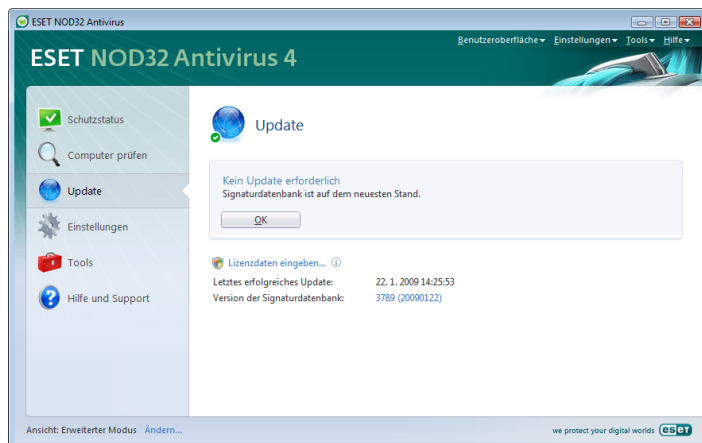 ESET NOD32 Antivirus
Benutzeroberfläche Einstellungen Tools Hilfe
ESET NOD32 Antivirus 4
Schutzstatus
Computer prüfen
Update
Einstellungen
Tools
Hilfe und Support
Update
Kein Update erforderlich
Signaturdatenbank ist auf dem neuesten Stand.
OK
Lizenzdaten eingeben...
Letztes erfolgreiches Update: 22. 1. 2009 14:25:53
Version der Signaturdatenbank: 3789 (20090122)
Ansicht: Erweiterter Modus Ändern...
we protect your digital worlds eseT